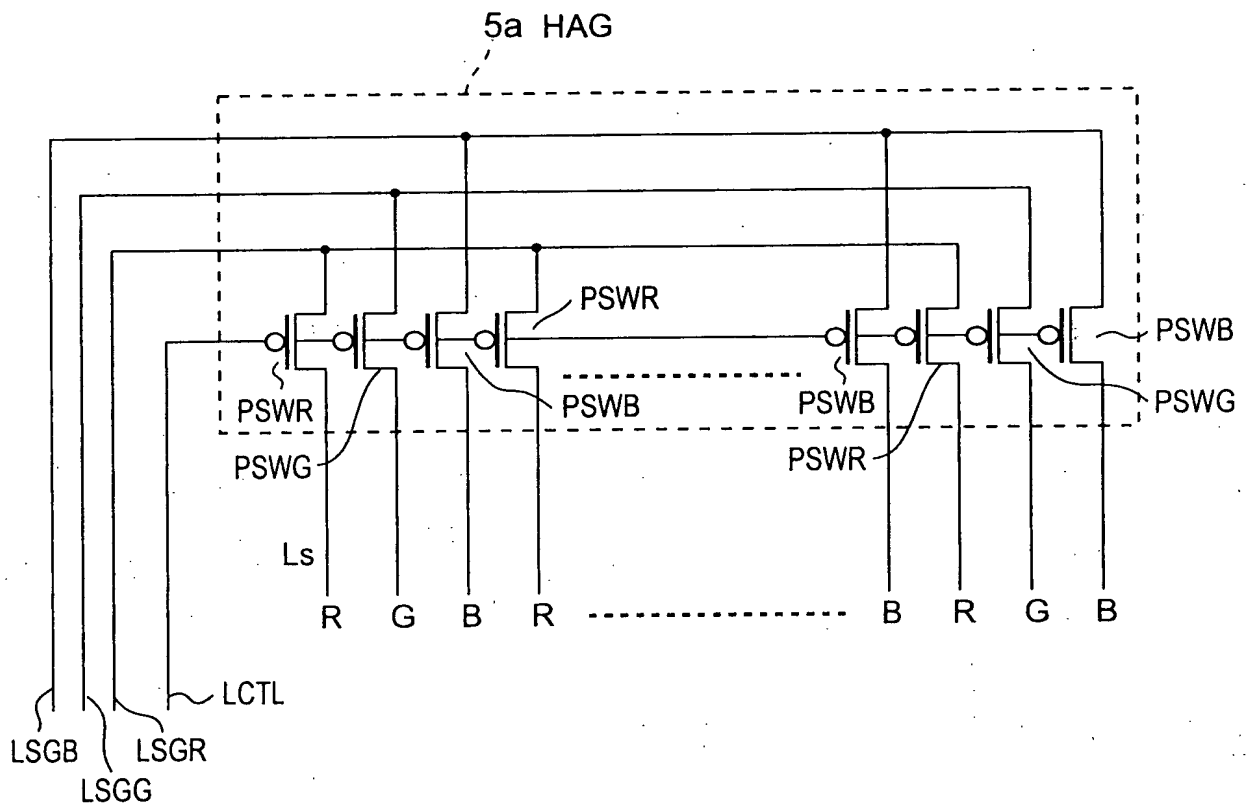 5a HAG
PSWR
PSWB
PSWR
PSWB
PSWB
PSWG
PSWG
PSWR
Ls
R G B R B R G B
LCTL
LSGB
LSGR
LSGG